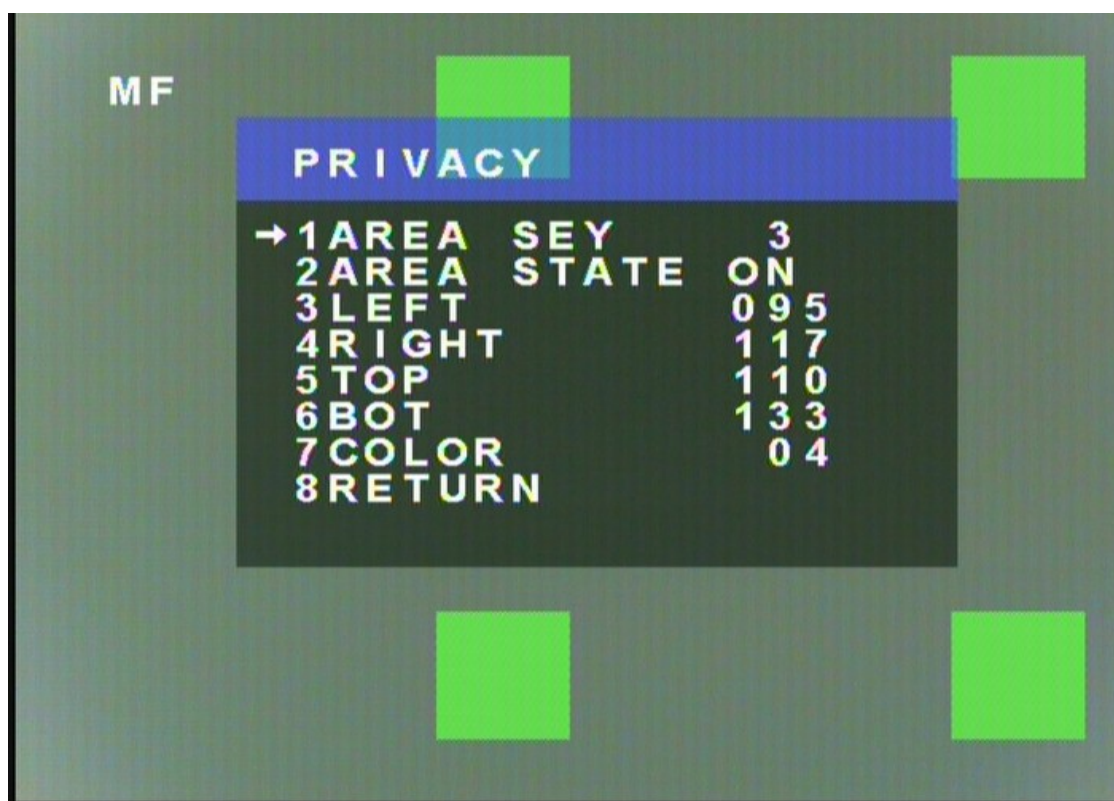 MF
PRIVACY
→1AREA SEY 3
2AREA STATE ON
3LEFT 095
4RIGHT 117
5TOP 110
6BOT 133
7COLOR 04
8RETURN